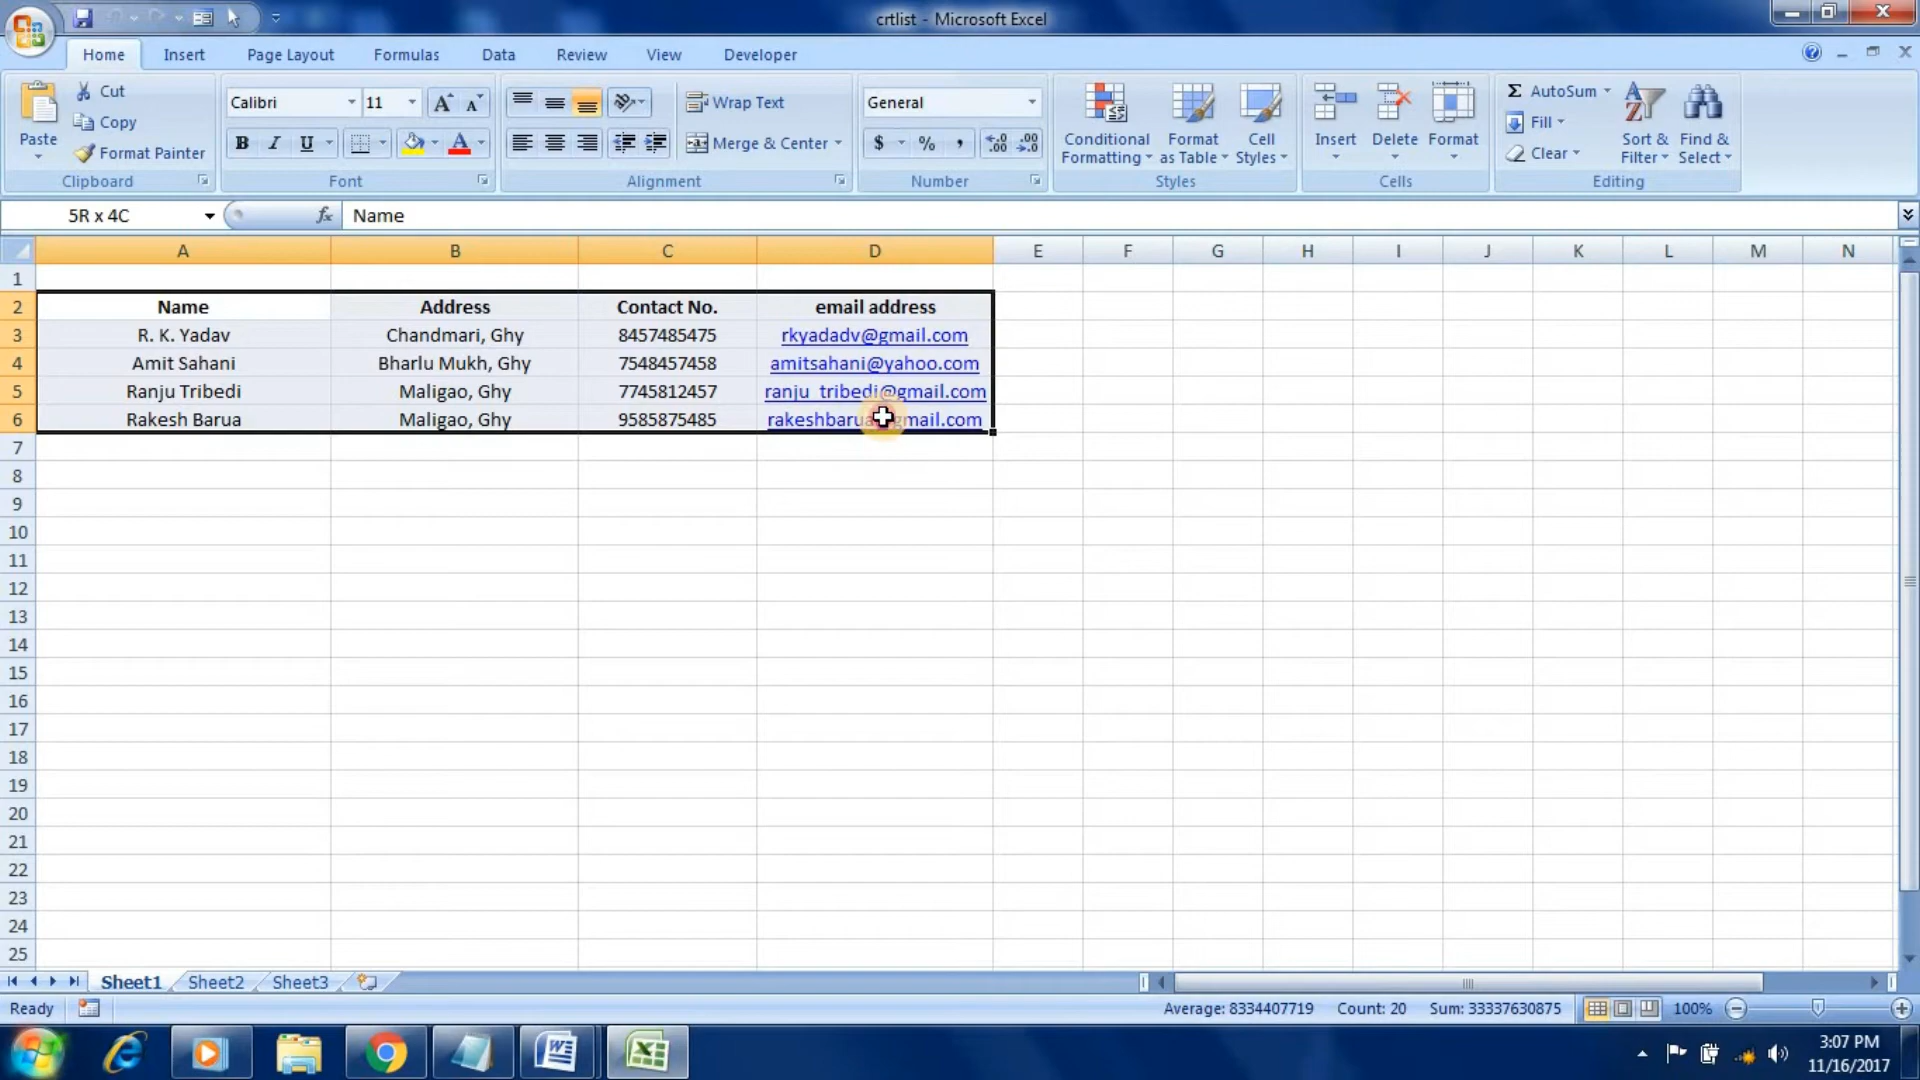 crtlist - Microsoft Excel
Home Insert Page Layout Formulas Data Review View Developer
Paste
Cut
Copy
Format Painter
Clipboard
Calibri 11
B I U
Font
Wrap Text
Merge & Center
Alignment
General
$ % ,
Number
Conditional Formatting
Format as Table
Cell Styles
Styles
Insert Delete Format
Cells
AutoSum
Fill
Clear
Sort & Filter
Find & Select
Editing
5R x 4C fx Name
A B C D E F G H I J K L M N
1
2 Name Address Contact No. email address
3 R. K. Yadav Chandmari, Ghy 8457485475 rkyadadv@gmail.com
4 Amit Sahani Bharlu Mukh, Ghy 7548457458 amitsahani@yahoo.com
5 Ranju Tribedi Maligao, Ghy 7745812457 ranju_tribedi@gmail.com
6 Rakesh Barua Maligao, Ghy 9585875485 rakeshbarua@gmail.com
7
8
9
10
11
12
13
14
15
16
17
18
19
20
21
22
23
24
25
Sheet1 Sheet2 Sheet3
Ready Average: 8334407719 Count: 20 Sum: 33337630875 100%
3:07 PM
11/16/2017